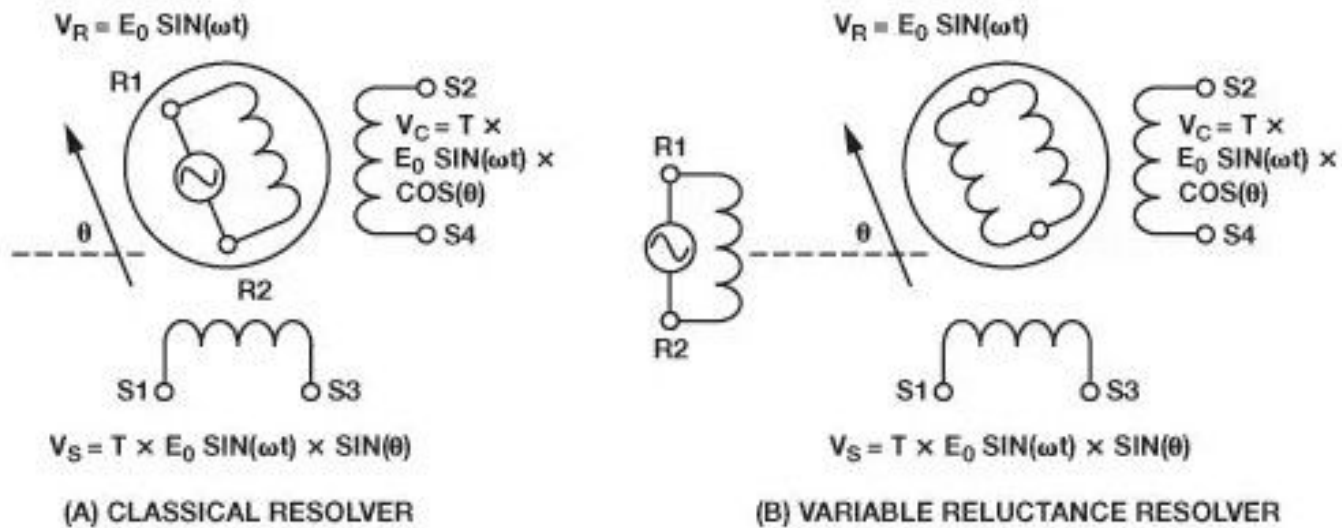 V_R = E_0 SIN(ωt)
R1
S2
V_C = T ×
E_0 SIN(ωt) ×
COS(θ)
S4
θ
R2
S1
S3
V_S = T × E_0 SIN(ωt) × SIN(θ)
(A) CLASSICAL RESOLVER
V_R = E_0 SIN(ωt)
R1
S2
V_C = T ×
E_0 SIN(ωt) ×
COS(θ)
S4
θ
R2
S1
S3
V_S = T × E_0 SIN(ωt) × SIN(θ)
(B) VARIABLE RELUCTANCE RESOLVER